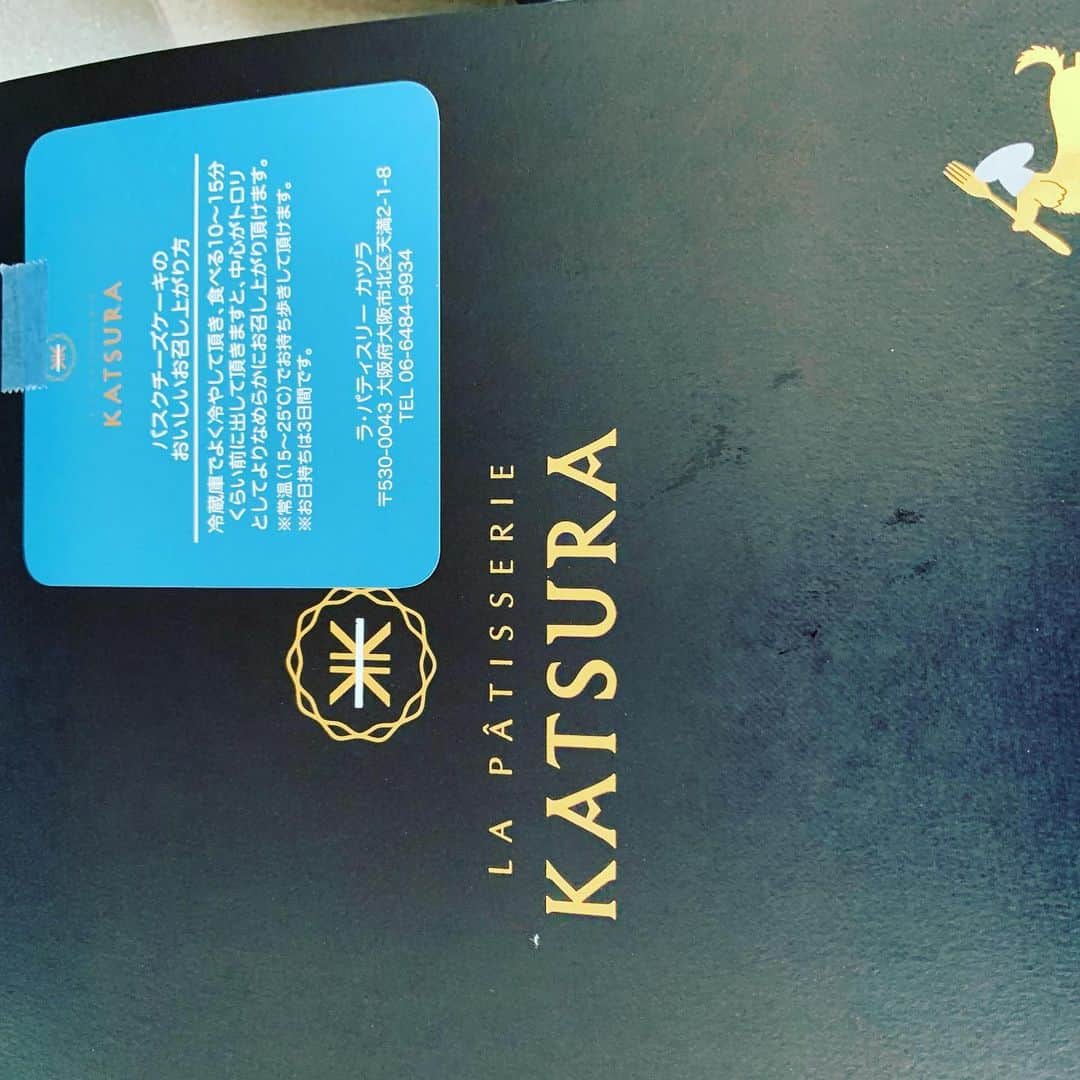 KATSURA
バスクチーズケーキの
おいしいお召し上がり方
冷蔵庫でよく冷やして頂き、食べる10〜15分
くらい前に出して頂きますと、中心がトロリ
としてよりなめらかにお召し上がり頂けます。
※常温(15〜25℃)でお持ち歩きして頂けます。
※お日持ちは3日間です。
ラ・パティスリー カツラ
〒530-0043 大阪府大阪市北区天満2-1-8
TEL 06-6484-9934
LA PÂTISSERIE
KATSURA